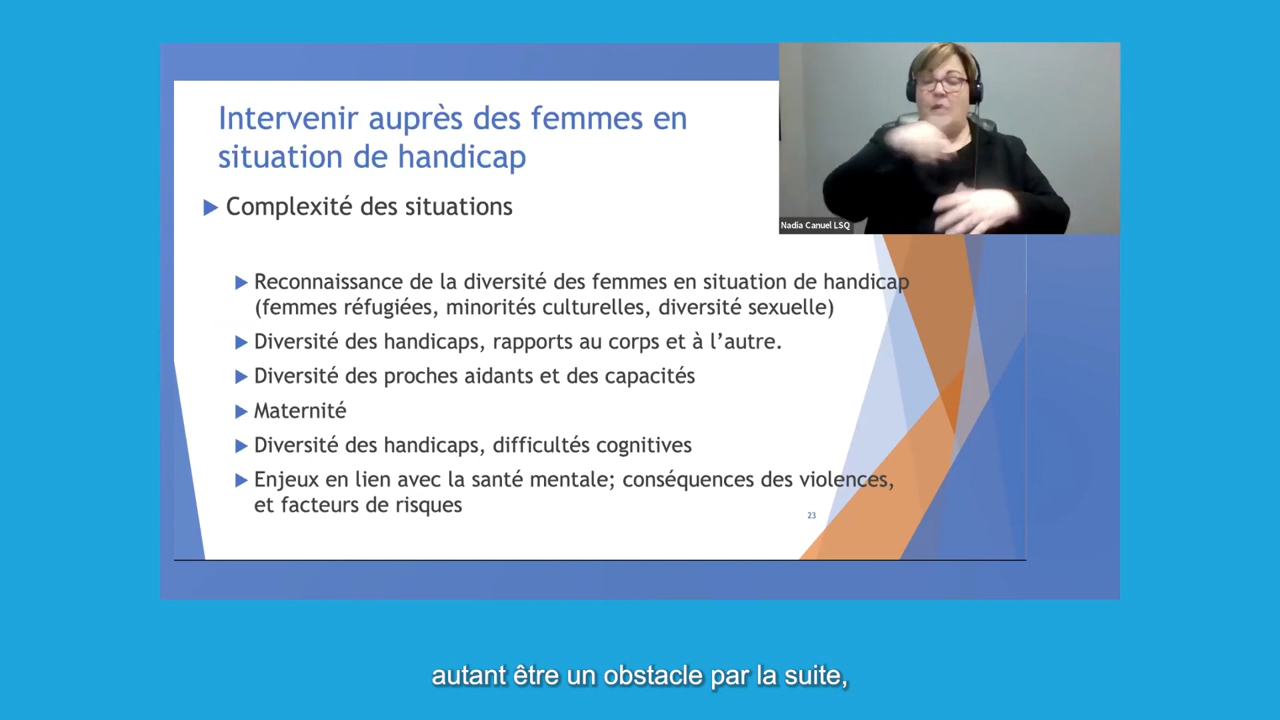 Intervenir auprès des femmes en
situation de handicap
Complexité des situations
Nadia Canuel LSQ
Reconnaissance de la diversité des femmes en situation de handicap
(femmes réfugiées, minorités culturelles, diversité sexuelle)
Diversité des handicaps, rapports au corps et à l’autre.
Diversité des proches aidants et des capacités
Maternité
Diversité des handicaps, difficultés cognitives
Enjeux en lien avec la santé mentale; conséquences des violences,
et facteurs de risques
23
autant être un obstacle par la suite,